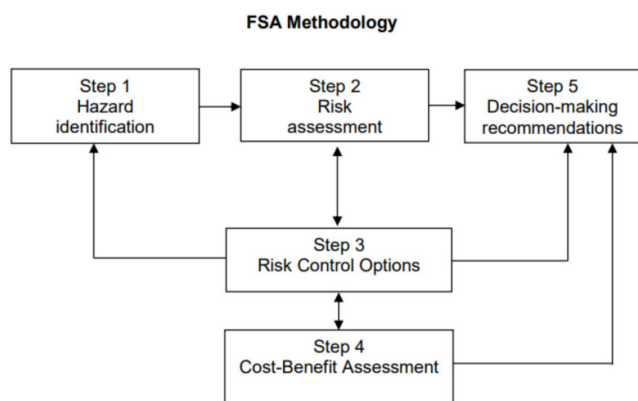 FSA Methodology
Step 1
Hazard
identification
Step 2
Risk
assessment
Step 5
Decision-making
recommendations
Step 3
Risk Control Options
Step 4
Cost-Benefit Assessment